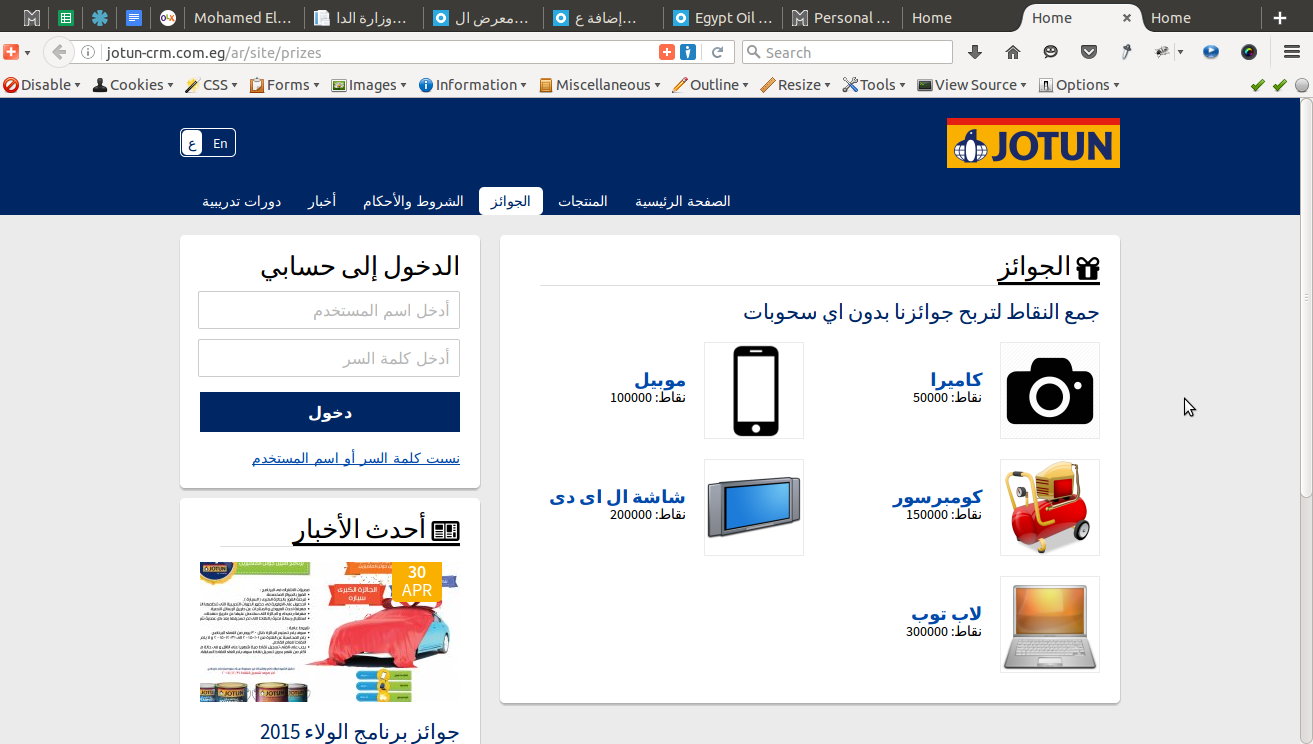 Mohamed El...
وزارة الدا...
معرض ال...
إضافة ع...
Egypt Oil ...
Personal ...
Home
Home
Home
jotun-crm.com.eg/ar/site/prizes
Search
Disable
Cookies
CSS
Forms
Images
Information
Miscellaneous
Outline
Resize
Tools
View Source
Options
ع En
JOTUN
الصفحة الرئيسية
المنتجات
الجوائز
الشروط والأحكام
أخبار
دورات تدريبية
الجوائز
جمع النقاط لتربح جوائزنا بدون اي سحوبات
كاميرا
نقاط: 50000
موبيل
نقاط: 100000
كومبرسور
نقاط: 150000
شاشة ال اى دى
نقاط: 200000
لاب توب
نقاط: 300000
الدخول إلى حسابي
أدخل اسم المستخدم
أدخل كلمة السر
دخول
نسيت كلمة السر أو اسم المستخدم
أحدث الأخبار
30
APR
JOTUN
الجائزة الكبرى
سيارة
JOTUN
JOTUN
JOTUN
جوائز برنامج الولاء 2015